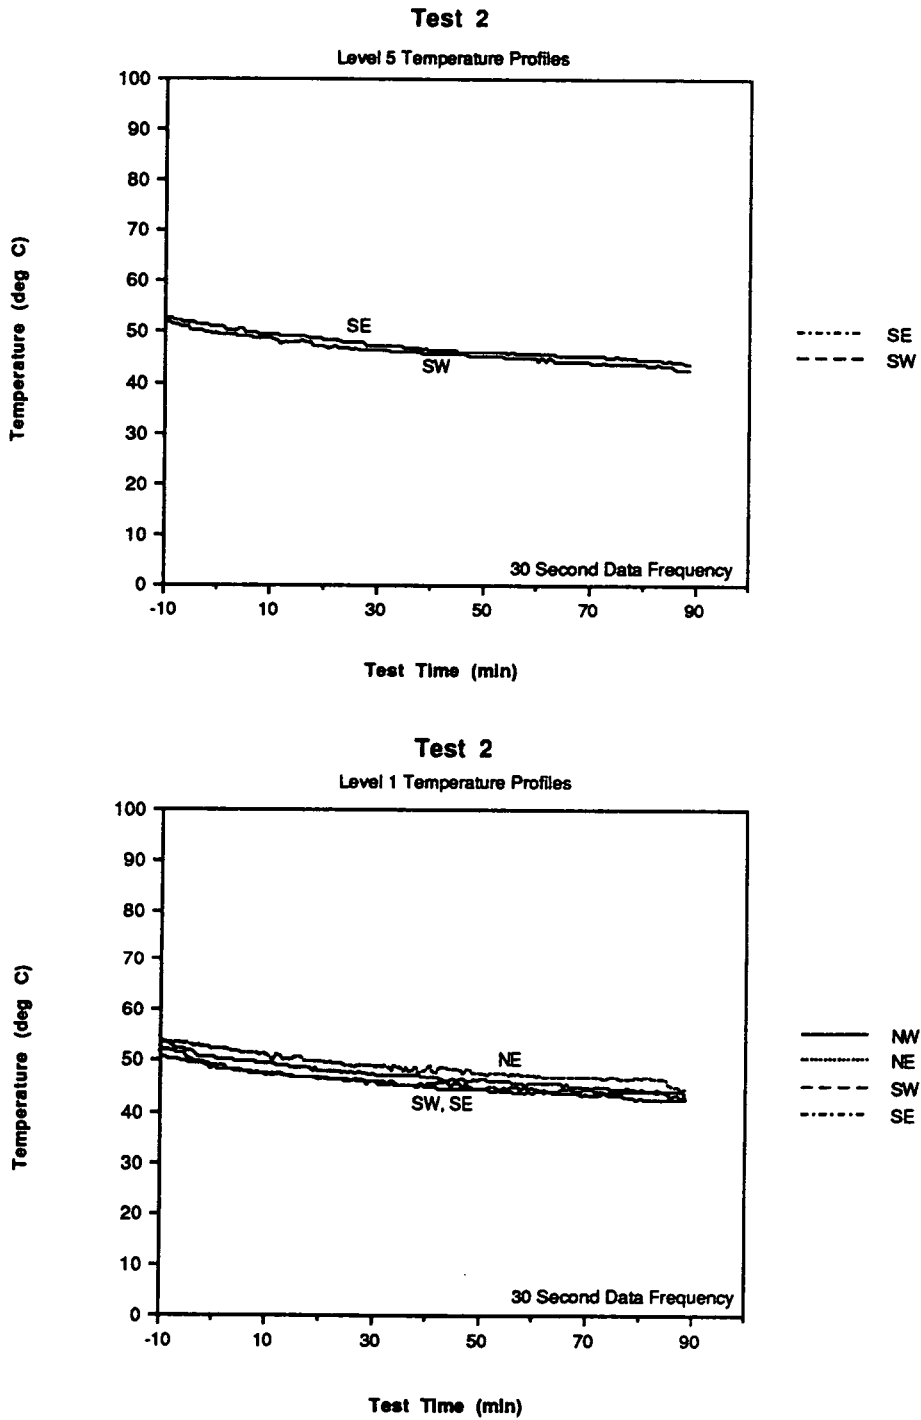 Test 2
Level 5 Temperature Profiles
100
90
80
70
60
50
40
30
20
10
0
Temperature (deg C)
SE
SW
30 Second Data Frequency
-10 10 30 50 70 90
Test Time (min)
SE
SW
Test 2
Level 1 Temperature Profiles
100
90
80
70
60
50
40
30
20
10
0
Temperature (deg C)
NE
SW, SE
30 Second Data Frequency
-10 10 30 50 70 90
Test Time (min)
NW
NE
SW
SE